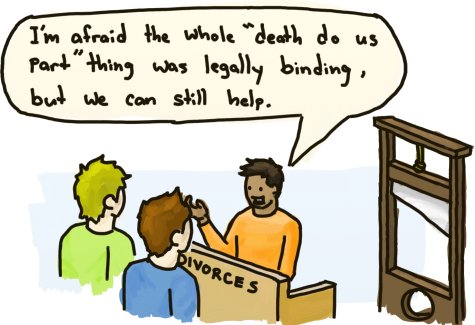 I'm afraid the whole "death do us
part" thing was legally binding,
but we can still help.
DIVORCES